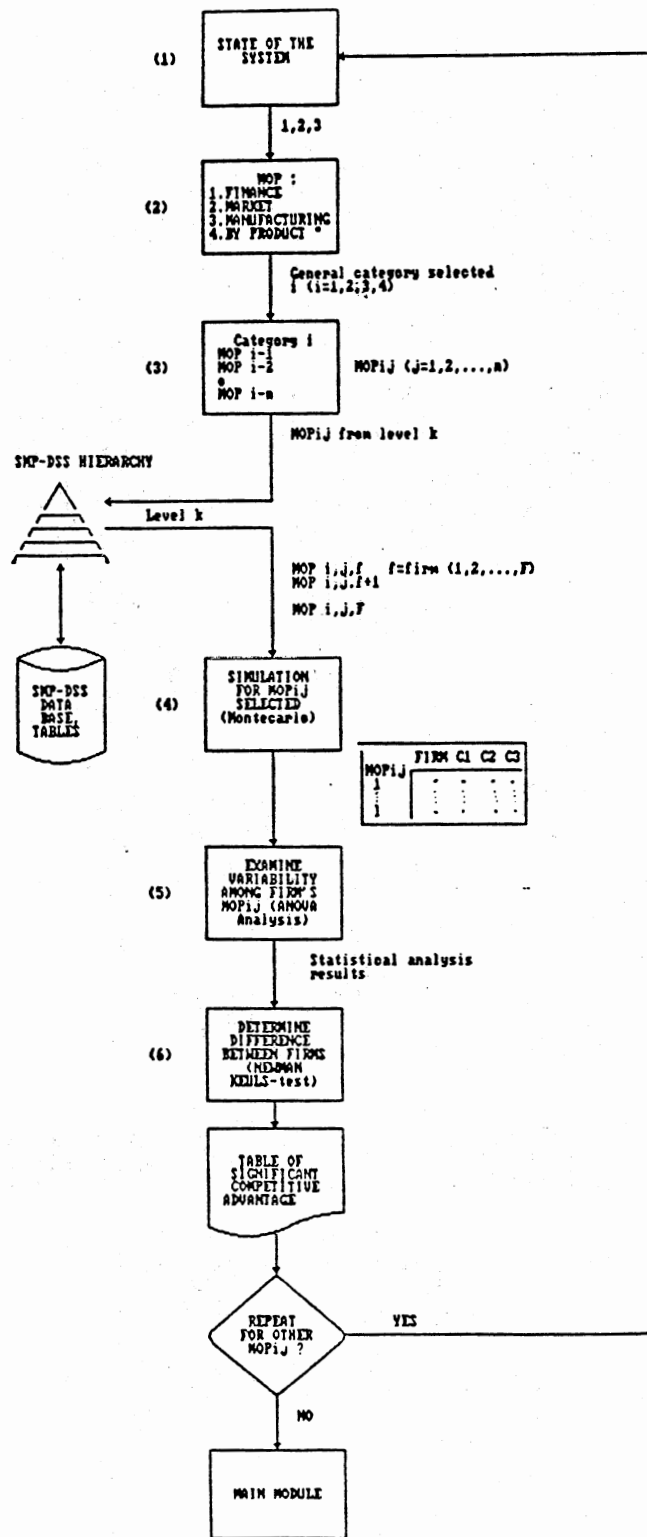 (1)
STATE OF THE
SYSTEM
1,2,3
(2)
MOP :
1.FINANCE
2.MARKET
3.MANUFACTURING
4.BY PRODUCT "
General category selected
i (i=1,2,3,4)
(3)
Category i
MOP i-1
MOP i-2
o
MOP i-n
MOPij (j=1,2,...,n)
MOPij from level k
SMP-DSS HIERARCHY
Level k
MOP i,j,f   f=firm (1,2,...,F)
MOP i,j.f+1
MOP i,j,F
SMP-DSS
DATA
BASE,
TABLES
(4)
SIMULATION
FOR MOPij
SELECTED
(Montecarlo)
FIRM C1 C2 C3
MOPij
1
1
(5)
EXAMINE
VARIABILITY
AMONG FIRM'S
MOPij (ANOVA
Analysis)
Statistical analysis
results
(6)
DETERMINE
DIFFERENCE
BETWEEN FIRMS
(NEWMAN
KEULS-test)
TABLE OF
SIGNIFICANT
COMPETITIVE
ADVANTAGE
REPEAT
FOR OTHER
MOPij ?
YES
NO
MAIN MODULE